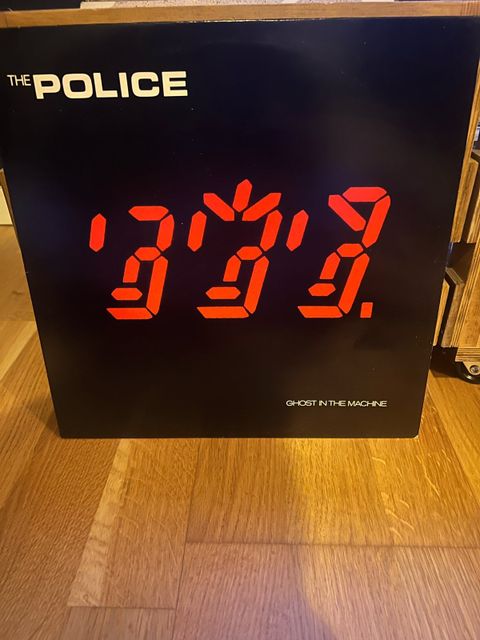 THE POLICE
GHOST IN THE MACHINE